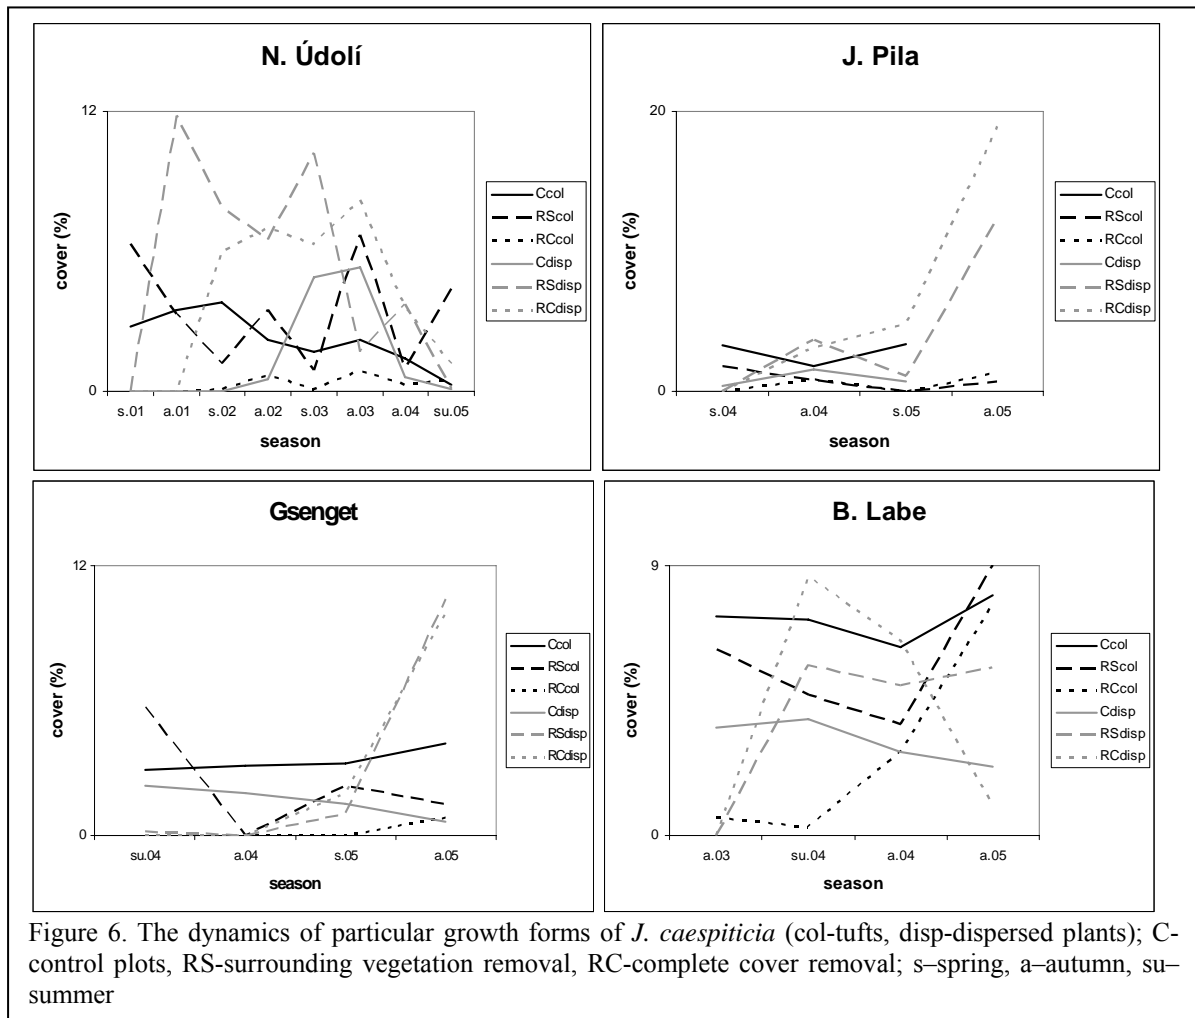 N. Údolí
12
cover (%)
0
s.01 a.01 s.02 a.02 s.03 a.03 a.04 su.05
season
Ccol
RScol
RCcol
Cdisp
RSdisp
RCdisp
J. Pila
20
cover (%)
0
s.04 a.04 s.05 a.05
season
Ccol
RScol
RCcol
Cdisp
RSdisp
RCdisp
Gsenget
12
cover (%)
0
su.04 a.04 s.05 a.05
season
Ccol
RScol
RCcol
Cdisp
RSdisp
RCdisp
B. Labe
9
cover (%)
0
a.03 su.04 a.04 a.05
season
Ccol
RScol
RCcol
Cdisp
RSdisp
RCdisp
Figure 6. The dynamics of particular growth forms of J. caespiticia (col-tufts, disp-dispersed plants); C-
control plots, RS-surrounding vegetation removal, RC-complete cover removal; s–spring, a–autumn, su–
summer